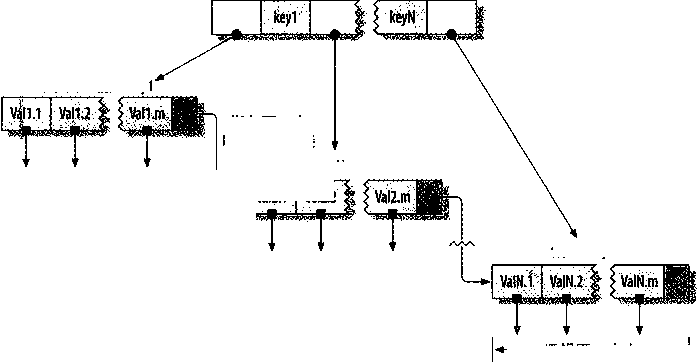 key1 keyN
Val1.1 Val1.2 Val1.m
Val2.m
ValN.1 ValN.2 ValN.m